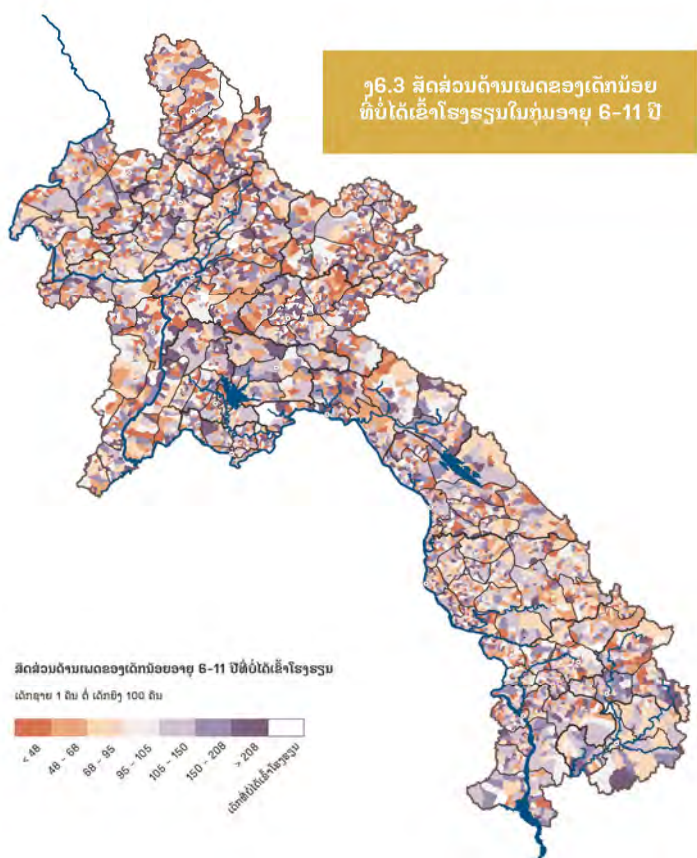 ງ6.3 ສັດສ່ວນດ້ານເພດຂອງເດັກນ້ອຍ
ທີ່ບໍ່ໄດ້ເຂົ້າໂຮງຮຽນໃນກຸ່ມອາຍຸ 6-11 ປີ
ສັດສ່ວນດ້ານເພດຂອງເດັກນ້ອຍອາຍຸ 6-11 ປີທີ່ບໍ່ໄດ້ເຂົ້າໂຮງຮຽນ
ເດັກຊາຍ 1 ຄົນ ຕໍ່ ເດັກຍິງ 100 ຄົນ
< 48
48 - 68
68 - 95
95 - 105
105 - 150
150 - 208
> 208
ເດັກທີ່ບໍ່ໄດ້ເຂົ້າໂຮງຮຽນ